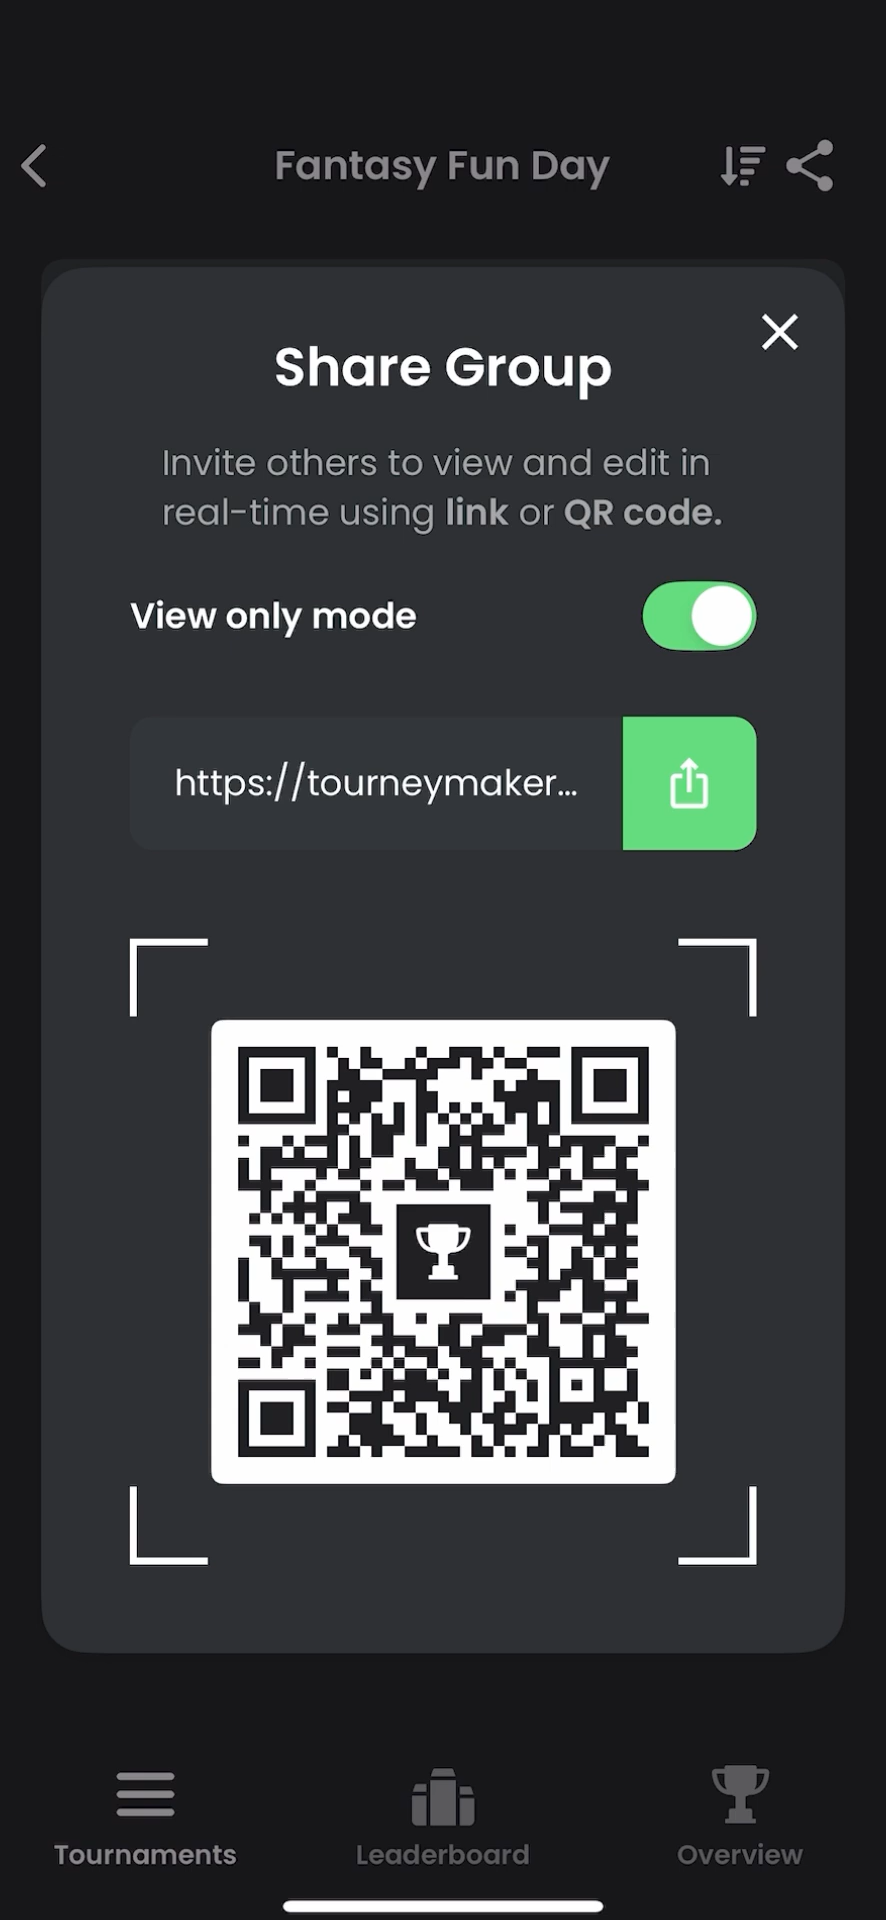 Fantasy Fun Day
Share Group
Invite others to view and edit in
real-time using link or QR code.
View only mode
https://tourneymaker...
Tournaments
Leaderboard
Overview